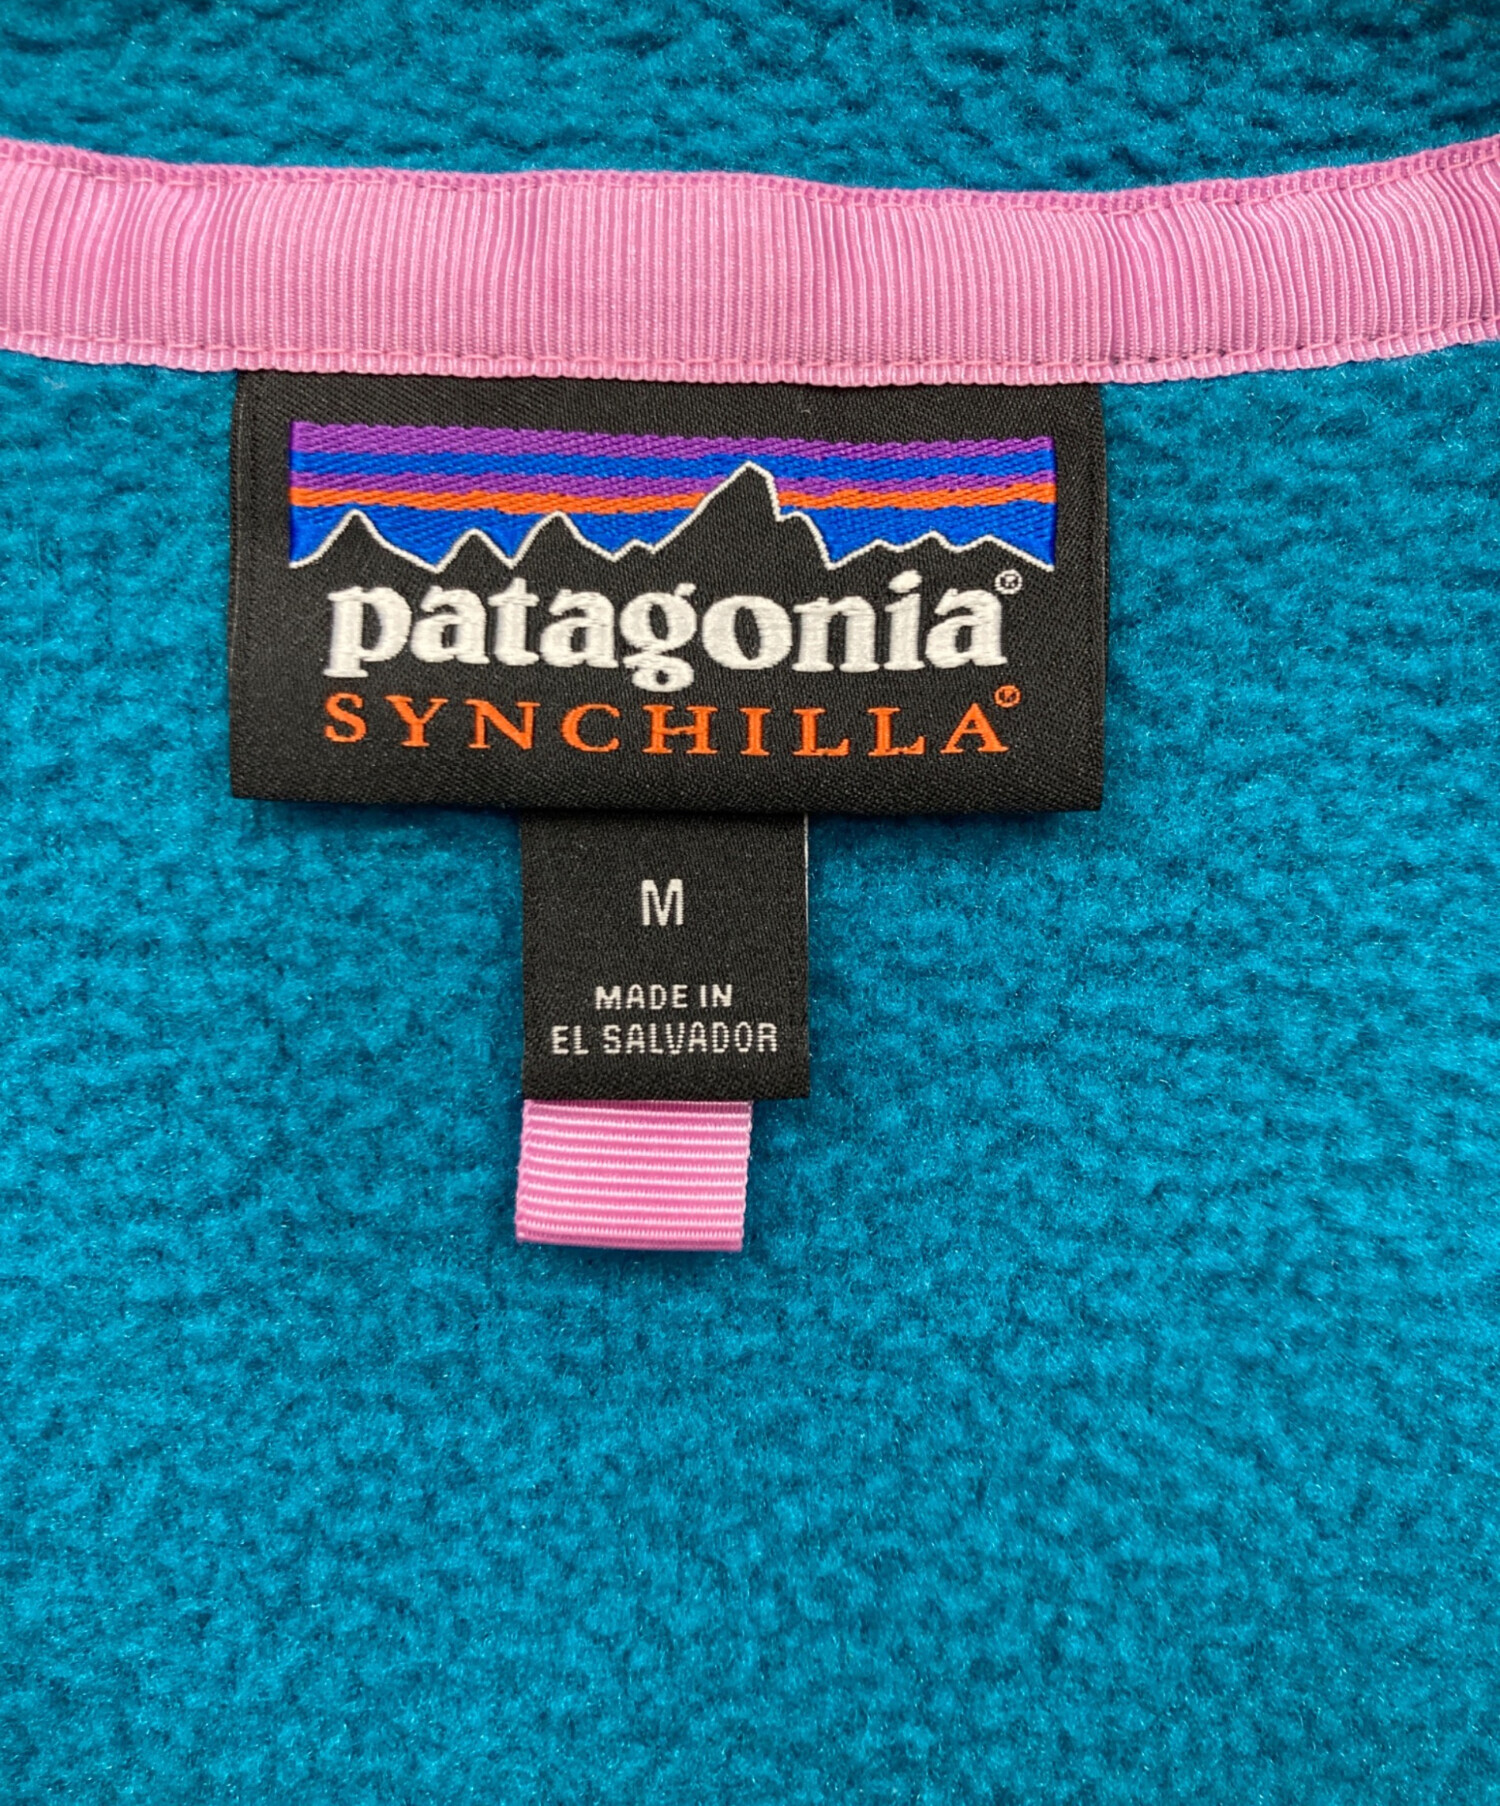 patagonia®
SYNCHILLA®
M
MADE IN
EL SALVADOR